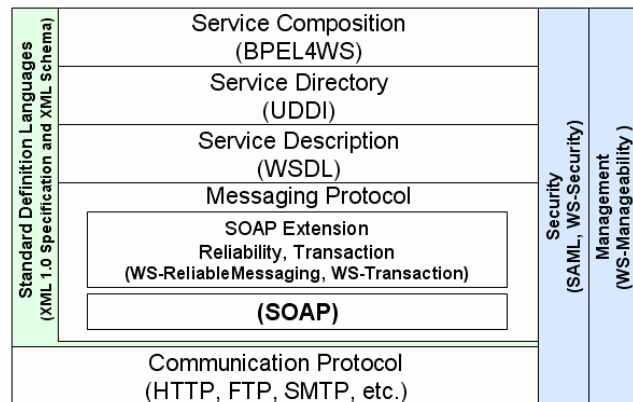 Service Composition
(BPEL4WS)
Service Directory
(UDDI)
Service Description
(WSDL)
Messaging Protocol
SOAP Extension
Reliability, Transaction
(WS-ReliableMessaging, WS-Transaction)
(SOAP)
Communication Protocol
(HTTP, FTP, SMTP, etc.)
Standard Definition Languages
(XML 1.0 Specification and XML Schema)
Security
(SAML, WS-Security)
Management
(WS-Manageability )